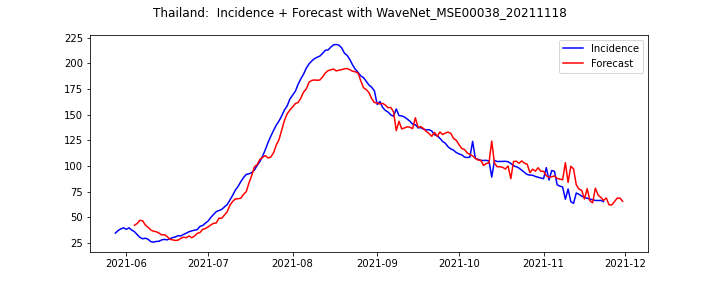 Thailand:  Incidence + Forecast with WaveNet_MSE00038_20211118
225
200
175
150
125
100
75
50
25
Incidence
Forecast
2021-06 2021-07 2021-08 2021-09 2021-10 2021-11 2021-12